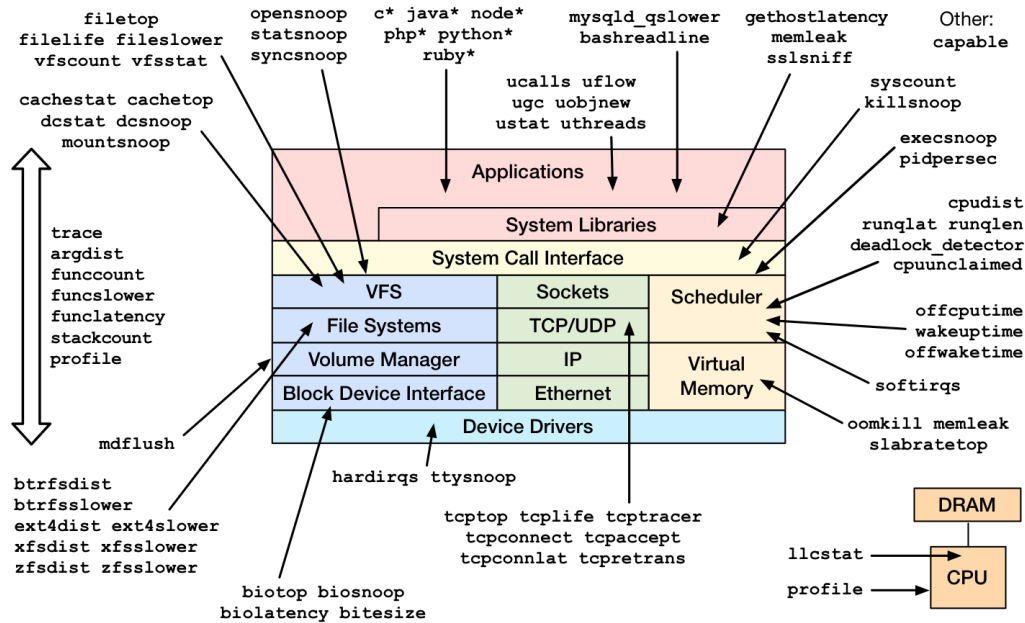 filetop
filelife fileslower
vfscount vfsstat
opensnoop
statsnoop
syncsnoop
c* java* node*
php* python*
ruby*
mysqld_qslower
bashreadline
gethostlatency
memleak
sslsniff
Other:
capable
cachestat cachetop
dcstat dcsnoop
mountsnoop
ucalls uflow
ugc uobjnew
ustat uthreads
syscount
killsnoop
execsnoop
pidpersec
trace
argdist
funccount
funcslower
funclatency
stackcount
profile
Applications
System Libraries
System Call Interface
VFS
Sockets
Scheduler
File Systems
TCP/UDP
Volume Manager
IP
Virtual
Memory
Block Device Interface
Ethernet
Device Drivers
cpudist
runqlat runqlen
deadlock_detector
cpuunclaimed
offcputime
wakeuptime
offwaketime
softirqs
oomkill memleak
slabratetop
mdflush
hardirqs ttysnoop
btrfsdist
btrfsslower
ext4dist ext4slower
xfsdist xfsslower
zfsdist zfsslower
biotop biosnoop
biolatency bitesize
tcptop tcplife tcptracer
tcpconnect tcpaccept
tcpconnlat tcpretrans
DRAM
llcstat
CPU
profile